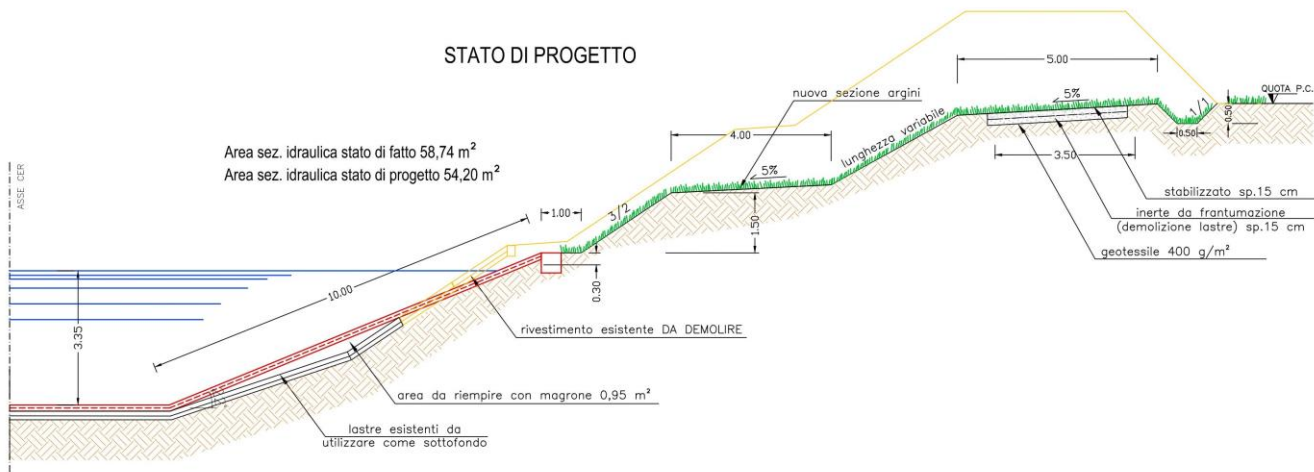 STATO DI PROGETTO
Area sez. idraulica stato di fatto 58,74 m²
Area sez. idraulica stato di progetto 54,20 m²
ASSE CER
nuova sezione argini
5.00
5%
QUOTA P.C.
1/1
0.50
0.50
4.00
5%
lunghezza variabile
3.50
stabilizzato sp.15 cm
inerte da frantumazione
(demolizione lastre) sp.15 cm
geotessile 400 g/m²
1.00
3/2
1.50
0.30
10.00
3.35
rivestimento esistente DA DEMOLIRE
area da riempire con magrone 0,95 m²
lastre esistenti da
utilizzare come sottofondo